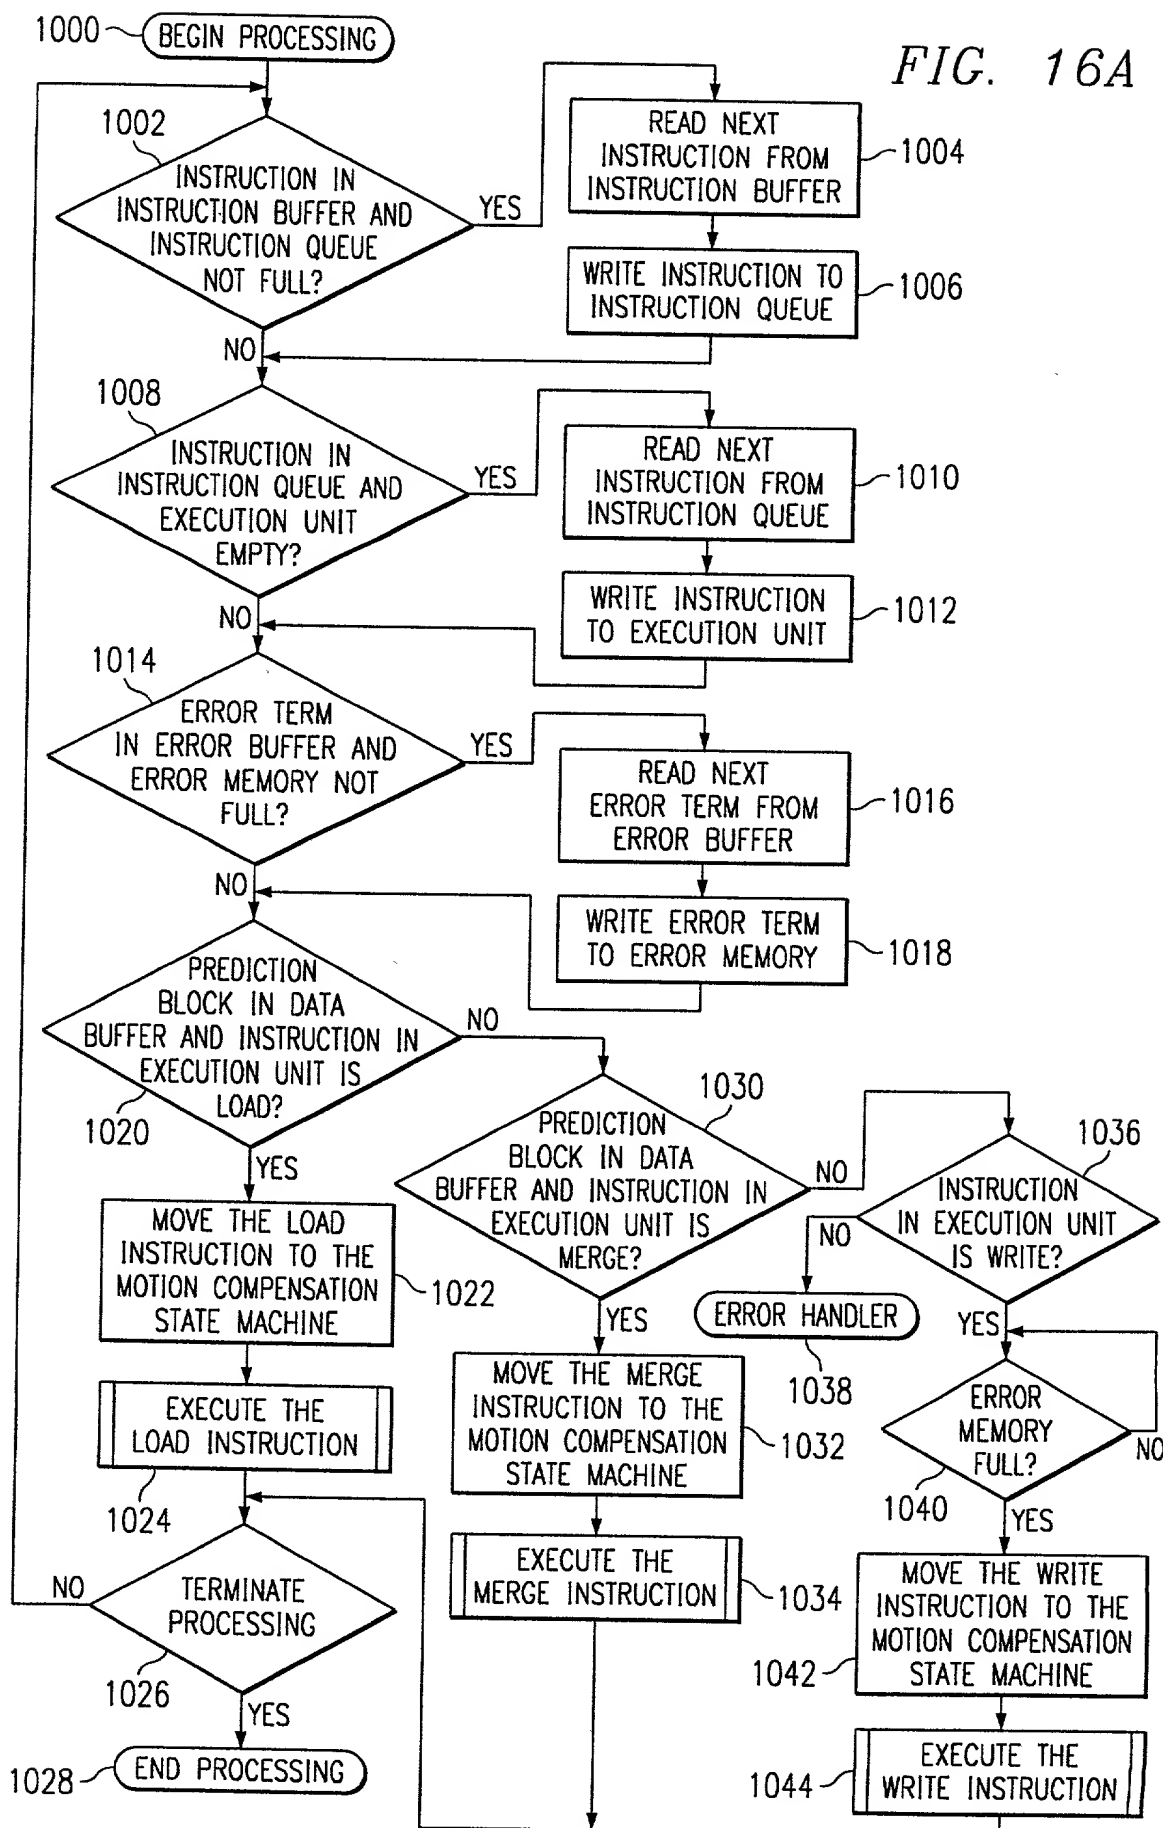 FIG. 16A
1000
BEGIN PROCESSING
1002
INSTRUCTION IN
INSTRUCTION BUFFER AND
INSTRUCTION QUEUE
NOT FULL?
YES
READ NEXT
INSTRUCTION FROM
INSTRUCTION BUFFER
1004
WRITE INSTRUCTION TO
INSTRUCTION QUEUE
1006
NO
1008
INSTRUCTION IN
INSTRUCTION QUEUE AND
EXECUTION UNIT
EMPTY?
YES
READ NEXT
INSTRUCTION FROM
INSTRUCTION QUEUE
1010
WRITE INSTRUCTION
TO EXECUTION UNIT
1012
NO
1014
ERROR TERM
IN ERROR BUFFER AND
ERROR MEMORY NOT
FULL?
YES
READ NEXT
ERROR TERM FROM
ERROR BUFFER
1016
WRITE ERROR TERM
TO ERROR MEMORY
1018
NO
PREDICTION
BLOCK IN DATA
BUFFER AND INSTRUCTION IN
EXECUTION UNIT IS
LOAD?
1020
NO
YES
MOVE THE LOAD
INSTRUCTION TO THE
MOTION COMPENSATION
STATE MACHINE
1022
EXECUTE THE
LOAD INSTRUCTION
1024
TERMINATE
PROCESSING
NO
1026
YES
END PROCESSING
1028
1030
PREDICTION
BLOCK IN DATA
BUFFER AND INSTRUCTION IN
EXECUTION UNIT IS
MERGE?
NO
YES
MOVE THE MERGE
INSTRUCTION TO THE
MOTION COMPENSATION
STATE MACHINE
1032
EXECUTE THE
MERGE INSTRUCTION
1034
1036
INSTRUCTION
IN EXECUTION UNIT
IS WRITE?
NO
ERROR HANDLER
1038
YES
ERROR
MEMORY
FULL?
NO
1040
YES
MOVE THE WRITE
INSTRUCTION TO THE
MOTION COMPENSATION
STATE MACHINE
1042
EXECUTE THE
WRITE INSTRUCTION
1044